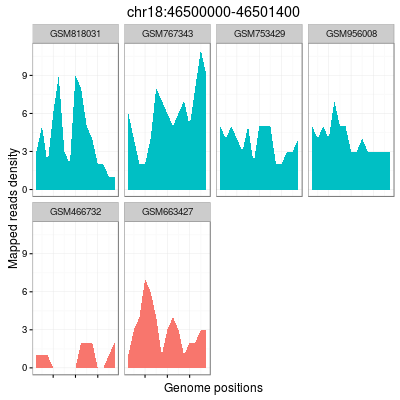 chr18:46500000-46501400
GSM818031 GSM767343 GSM753429 GSM956008
9
6
3
0
GSM466732 GSM663427
9
6
3
0
Mapped reads density
Genome positions